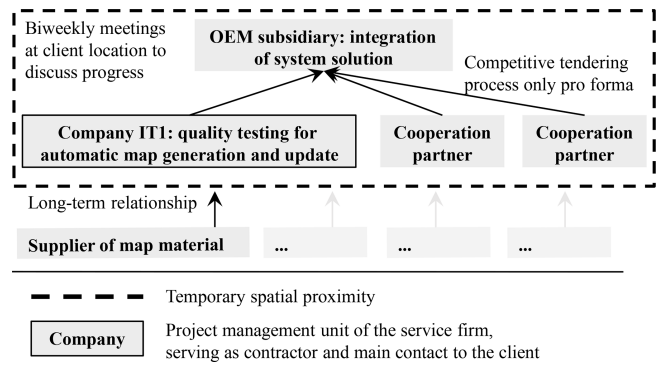 Biweekly meetings
at client location to
discuss progress
OEM subsidiary: integration
of system solution
Competitive tendering
process only pro forma
Company IT1: quality testing for
automatic map generation and update
Cooperation
partner
Cooperation
partner
Long-term relationship
Supplier of map material
...
...
...
Temporary spatial proximity
Company
Project management unit of the service firm,
serving as contractor and main contact to the client